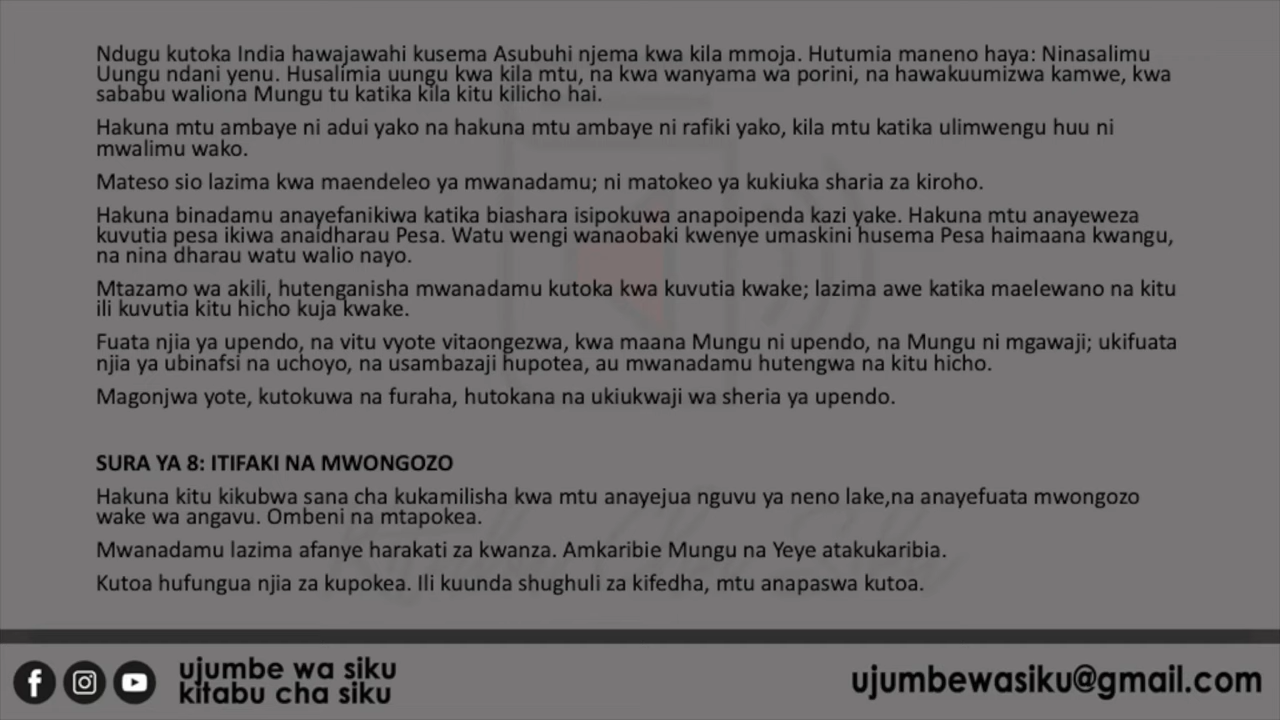 Ndugu kutoka India hawajawahi kusema Asubuhi njema kwa kila mmoja. Hutumia maneno haya: Ninasalimu
Uungu ndani yenu. Husalimia uungu kwa kila mtu, na kwa wanyama wa porini, na hawakuumizwa kamwe, kwa
sababu waliona Mungu tu katika kila kitu kilicho hai.
Hakuna mtu ambaye ni adui yako na hakuna mtu ambaye ni rafiki yako, kila mtu katika ulimwengu huu ni
mwalimu wako.
Mateso sio lazima kwa maendeleo ya mwanadamu; ni matokeo ya kukiuka sharia za kiroho.
Hakuna binadamu anayefanikiwa katika biashara isipokuwa anapoipenda kazi yake. Hakuna mtu anayeweza
kuvutia pesa ikiwa anaidharau Pesa. Watu wengi wanaobaki kwenye umaskini husema Pesa haimaana kwangu,
na nina dharau watu walio nayo.
Mtazamo wa akili, hutenganisha mwanadamu kutoka kwa kuvutia kwake; lazima awe katika maelewano na kitu
ili kuvutia kitu hicho kuja kwake.
Fuata njia ya upendo, na vitu vyote vitaongezwa, kwa maana Mungu ni upendo, na Mungu ni mgawaji; ukifuata
njia ya ubinafsi na uchoyo, na usambazaji hupotea, au mwanadamu hutengwa na kitu hicho.
Magonjwa yote, kutokuwa na furaha, hutokana na ukiukwaji wa sheria ya upendo.
SURA YA 8: ITIFAKI NA MWONGOZO
Hakuna kitu kikubwa sana cha kukamilisha kwa mtu anayejua nguvu ya neno lake,na anayefuata mwongozo
wake wa angavu. Ombeni na mtapokea.
Mwanadamu lazima afanye harakati za kwanza. Amkaribie Mungu na Yeye atakukaribia.
Kutoa hufungua njia za kupokea. Ili kuunda shughuli za kifedha, mtu anapaswa kutoa.
ujumbe wa siku
kitabu cha siku
ujumbewasiku@gmail.com